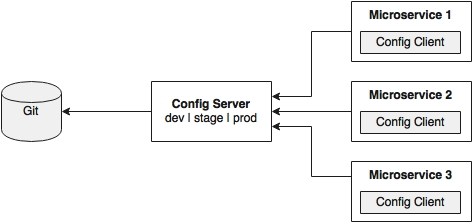 Microservice 1
Config Client
Git
Config Server
dev | stage | prod
Microservice 2
Config Client
Microservice 3
Config Client